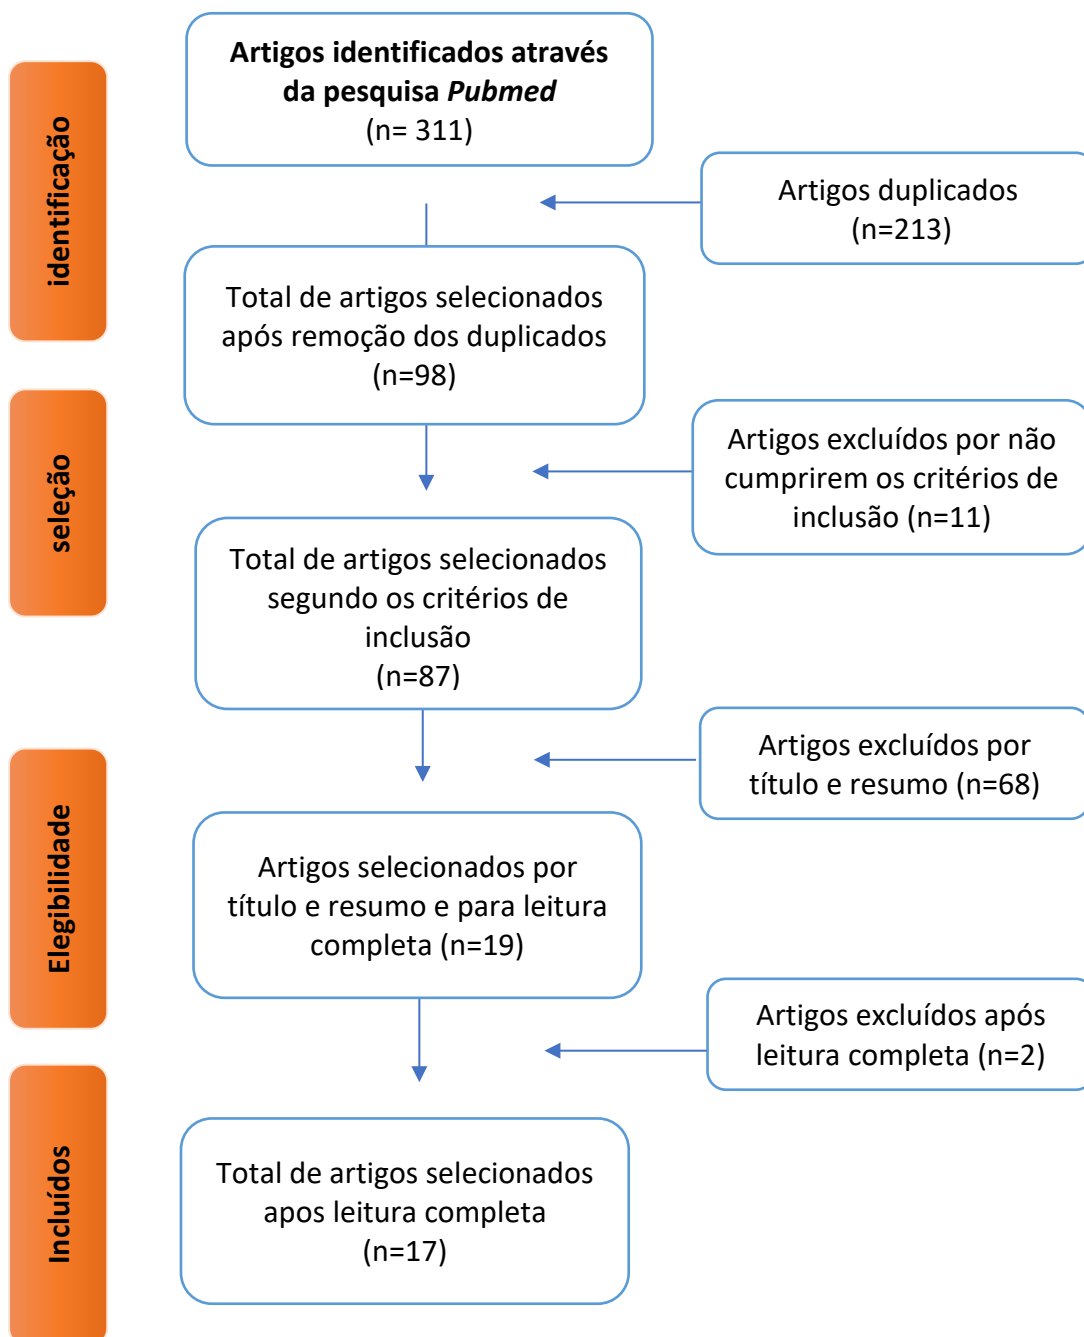 identificação
Artigos identificados através
da pesquisa Pubmed
(n= 311)
Artigos duplicados
(n=213)
Total de artigos selecionados
após remoção dos duplicados
(n=98)
seleção
Artigos excluídos por não
cumprirem os critérios de
inclusão (n=11)
Total de artigos selecionados
segundo os critérios de
inclusão
(n=87)
Elegibilidade
Artigos excluídos por
título e resumo (n=68)
Artigos selecionados por
título e resumo e para leitura
completa (n=19)
Artigos excluídos após
leitura completa (n=2)
Incluídos
Total de artigos selecionados
apos leitura completa
(n=17)